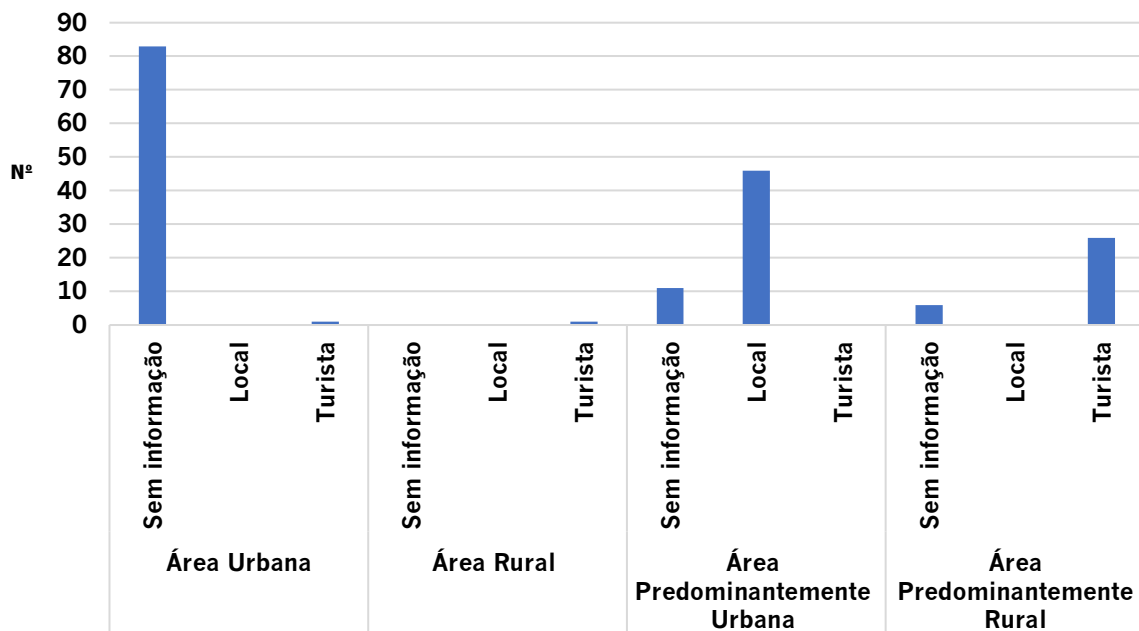 90
80
70
60
50
40
30
20
10
0
Nº
Sem informação
Local
Turista
Sem informação
Local
Turista
Sem informação
Local
Turista
Sem informação
Local
Turista
Área Urbana
Área Rural
Área
Predominantemente
Urbana
Área
Predominantemente
Rural